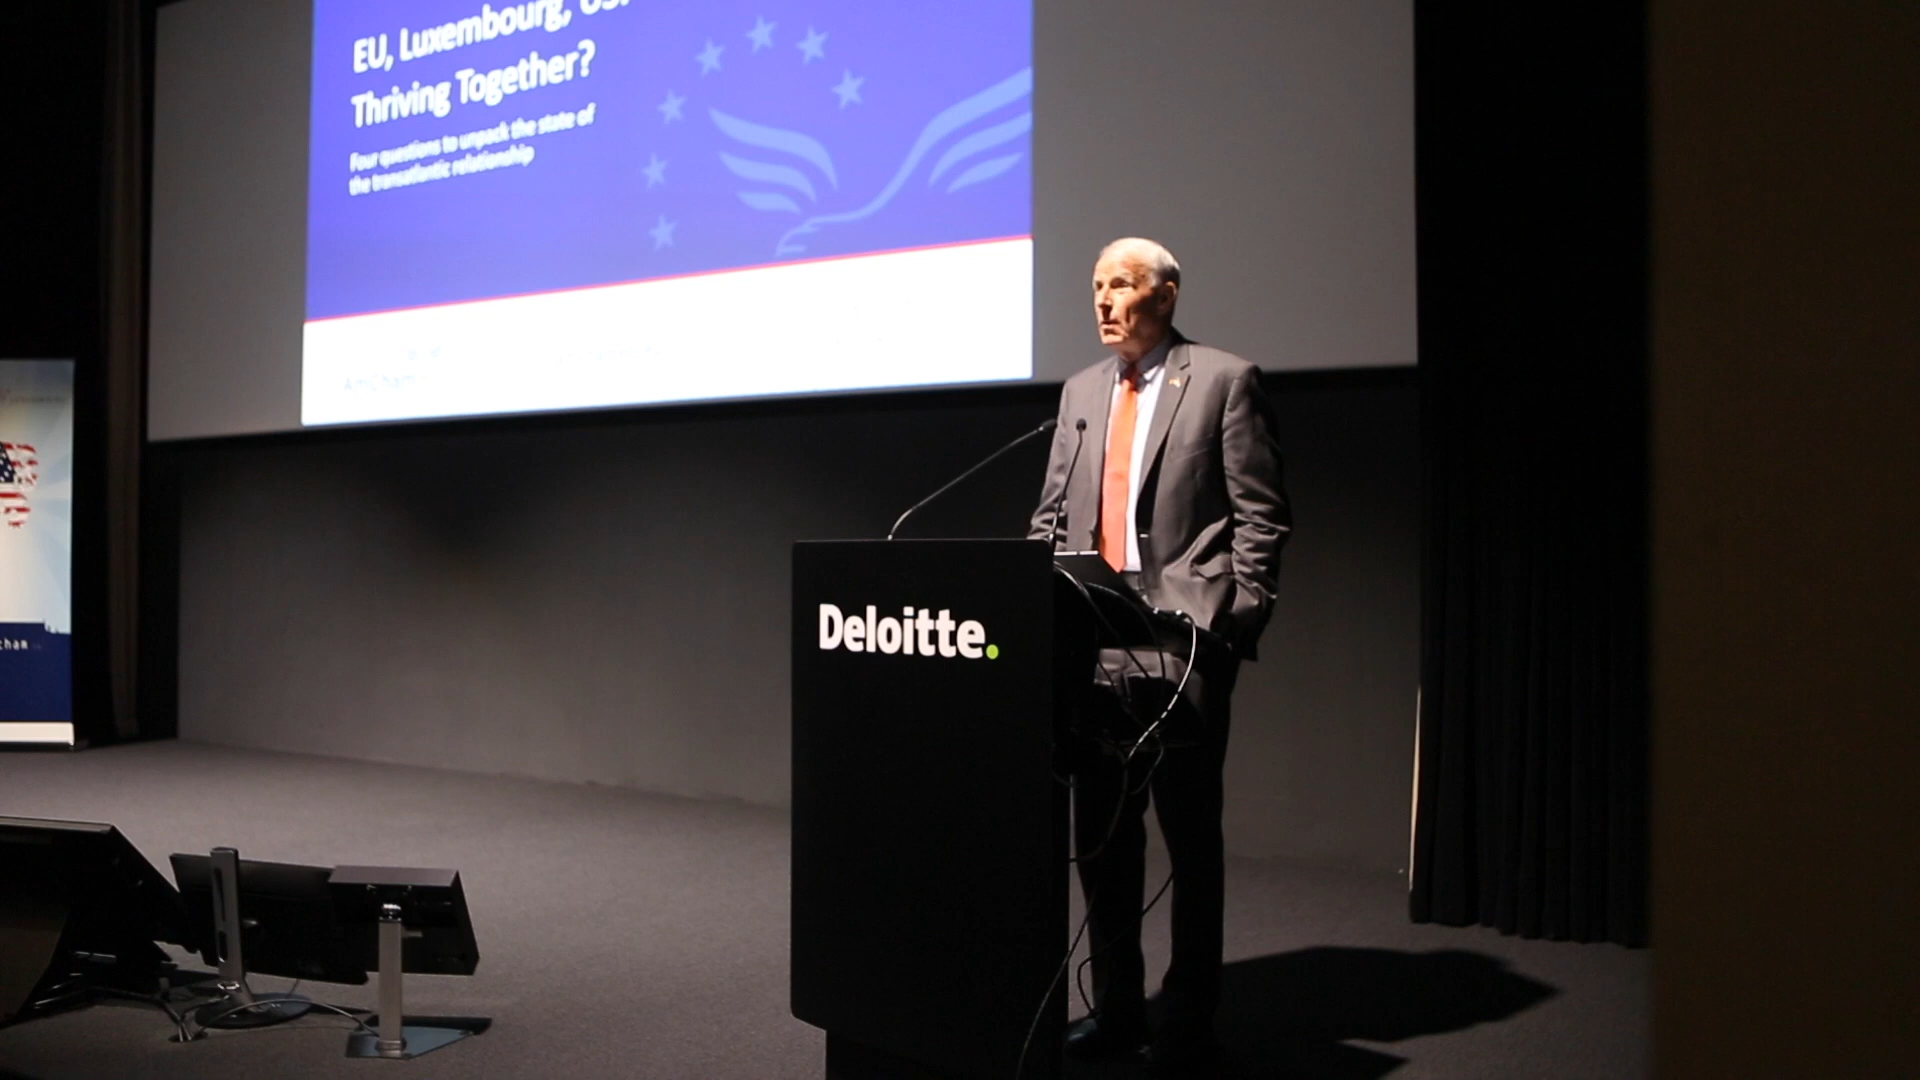 EU, Luxembourg,
Thriving Together?
Four questions to unpack the state of
the transatlantic relationship
AmCham
Deloitte.